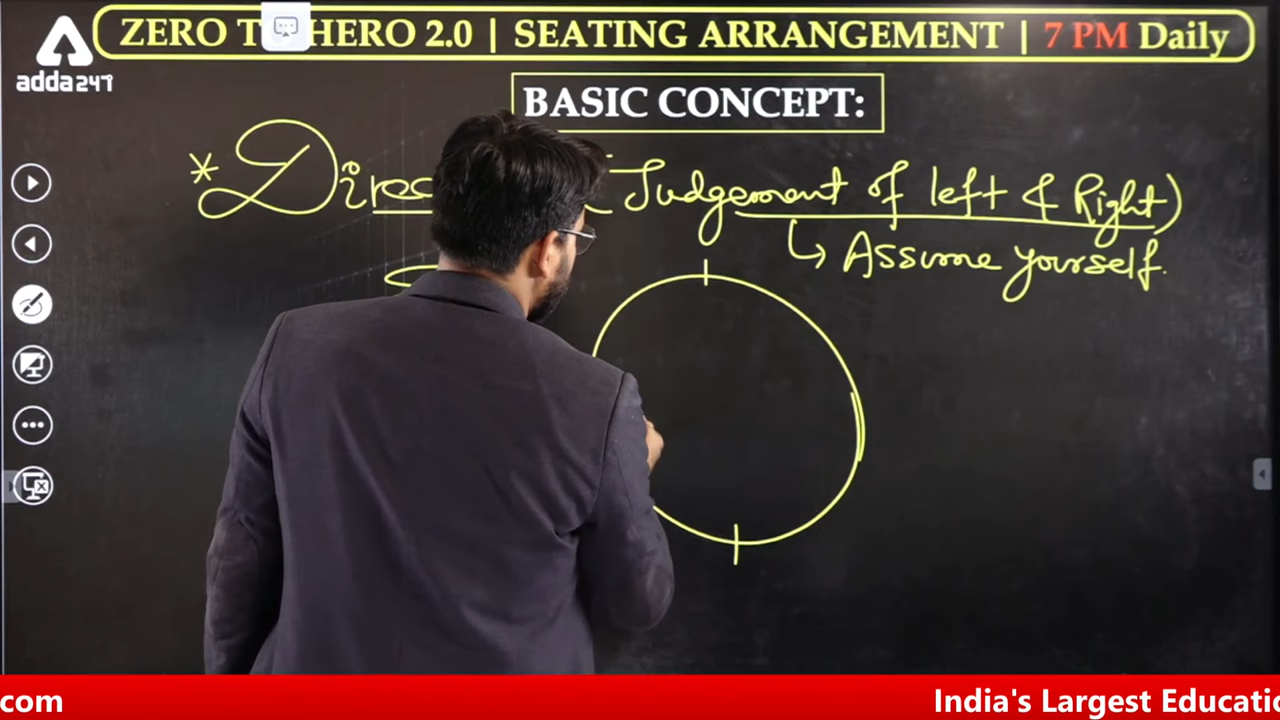 ZERO T HERO 2.0 | SEATING ARRANGEMENT | 7 PM Daily
adda247
BASIC CONCEPT:
* Direc (Judgement of left & Right)
↳ Assume yourself.
com
India's Largest Educatio